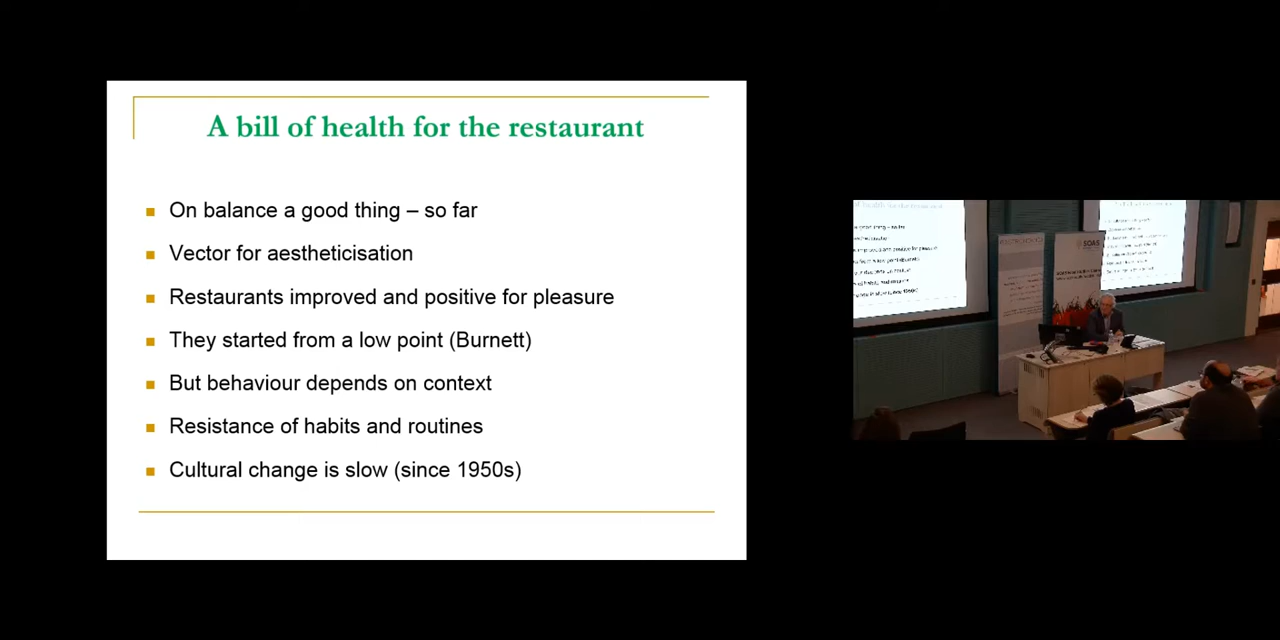 A bill of health for the restaurant
On balance a good thing – so far
Vector for aestheticisation
Restaurants improved and positive for pleasure
They started from a low point (Burnett)
But behaviour depends on context
Resistance of habits and routines
Cultural change is slow (since 1950s)
SOAS